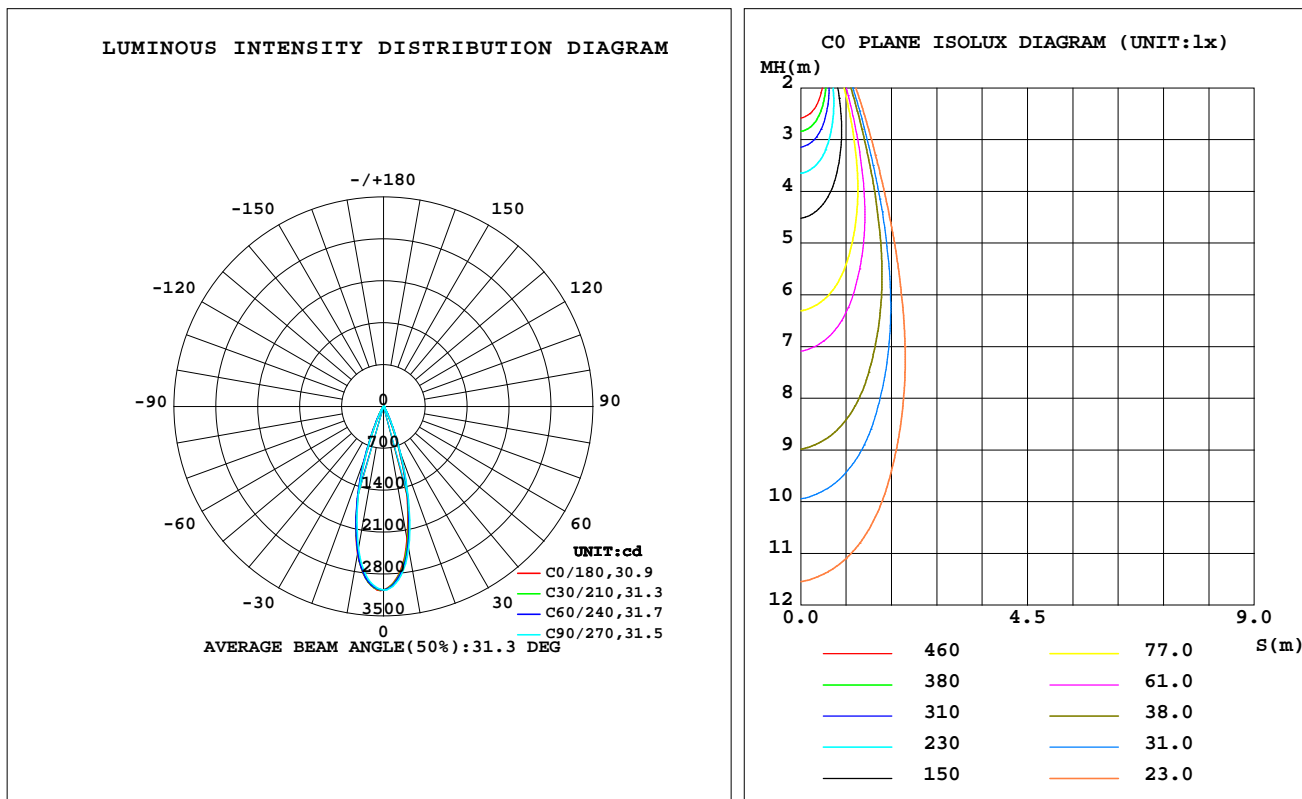 LUMINOUS INTENSITY DISTRIBUTION DIAGRAM
-/+180
-150 150
-120 120
-90 0 90
700
1400
-60 2100 60
2800
-30 3500 30
0
UNIT:cd
C0/180,30.9
C30/210,31.3
C60/240,31.7
C90/270,31.5
AVERAGE BEAM ANGLE(50%):31.3 DEG
C0 PLANE ISOLUX DIAGRAM (UNIT:lx)
MH(m)
2
3
4
5
6
7
8
9
10
11
12
0.0 4.5 9.0
S(m)
460 77.0
380 61.0
310 38.0
230 31.0
150 23.0